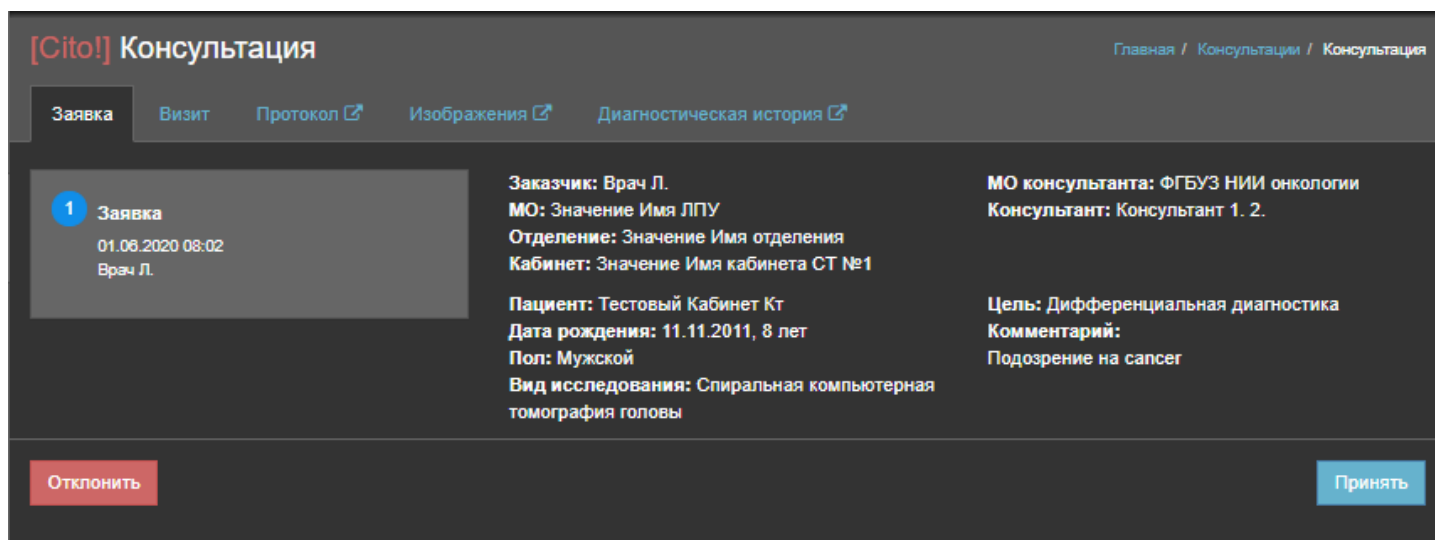 [Cito!] Консультация
Главная / Консультации / Консультация
Заявка Визит Протокол Изображения Диагностическая история
1 Заявка
01.06.2020 08:02
Врач Л.
Заказчик: Врач Л.
МО: Значение Имя ЛПУ
Отделение: Значение Имя отделения
Кабинет: Значение Имя кабинета СТ №1
МО консультанта: ФГБУЗ НИИ онкологии
Консультант: Консультант 1. 2.
Пациент: Тестовый Кабинет Кт
Дата рождения: 11.11.2011, 8 лет
Пол: Мужской
Вид исследования: Спиральная компьютерная
томография головы
Цель: Дифференциальная диагностика
Комментарий:
Подозрение на cancer
Отклонить
Принять